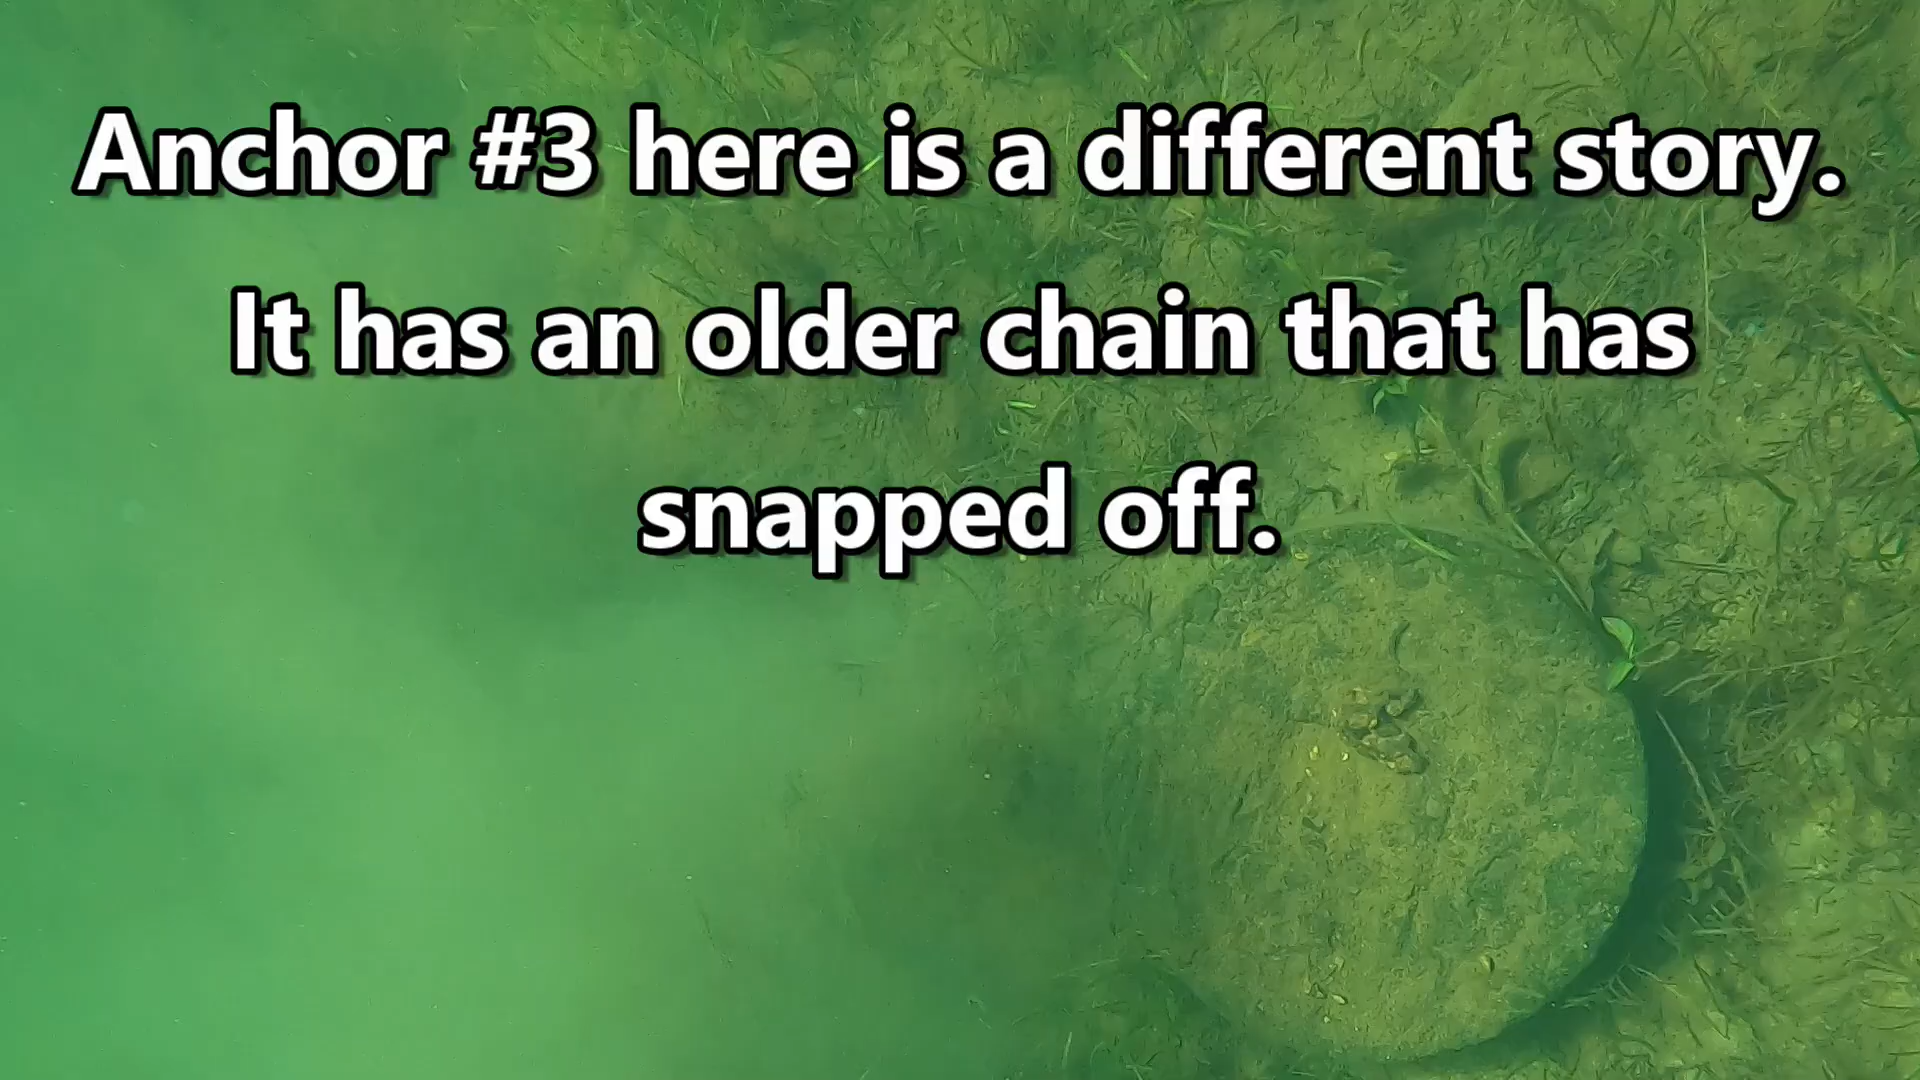 Anchor #3 here is a different story.
It has an older chain that has
snapped off.